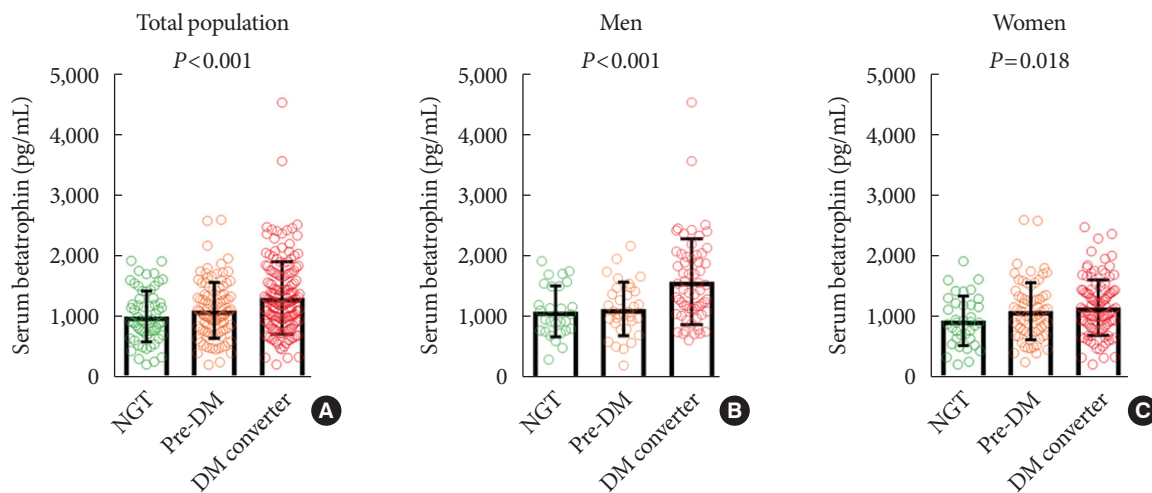 Total population
P<0.001
Serum betatrophin (pg/mL)
5,000
4,000
3,000
2,000
1,000
0
NGT
Pre-DM
DM converter
A
Men
P<0.001
Serum betatrophin (pg/mL)
5,000
4,000
3,000
2,000
1,000
0
NGT
Pre-DM
DM converter
B
Women
P=0.018
Serum betatrophin (pg/mL)
5,000
4,000
3,000
2,000
1,000
0
NGT
Pre-DM
DM converter
C